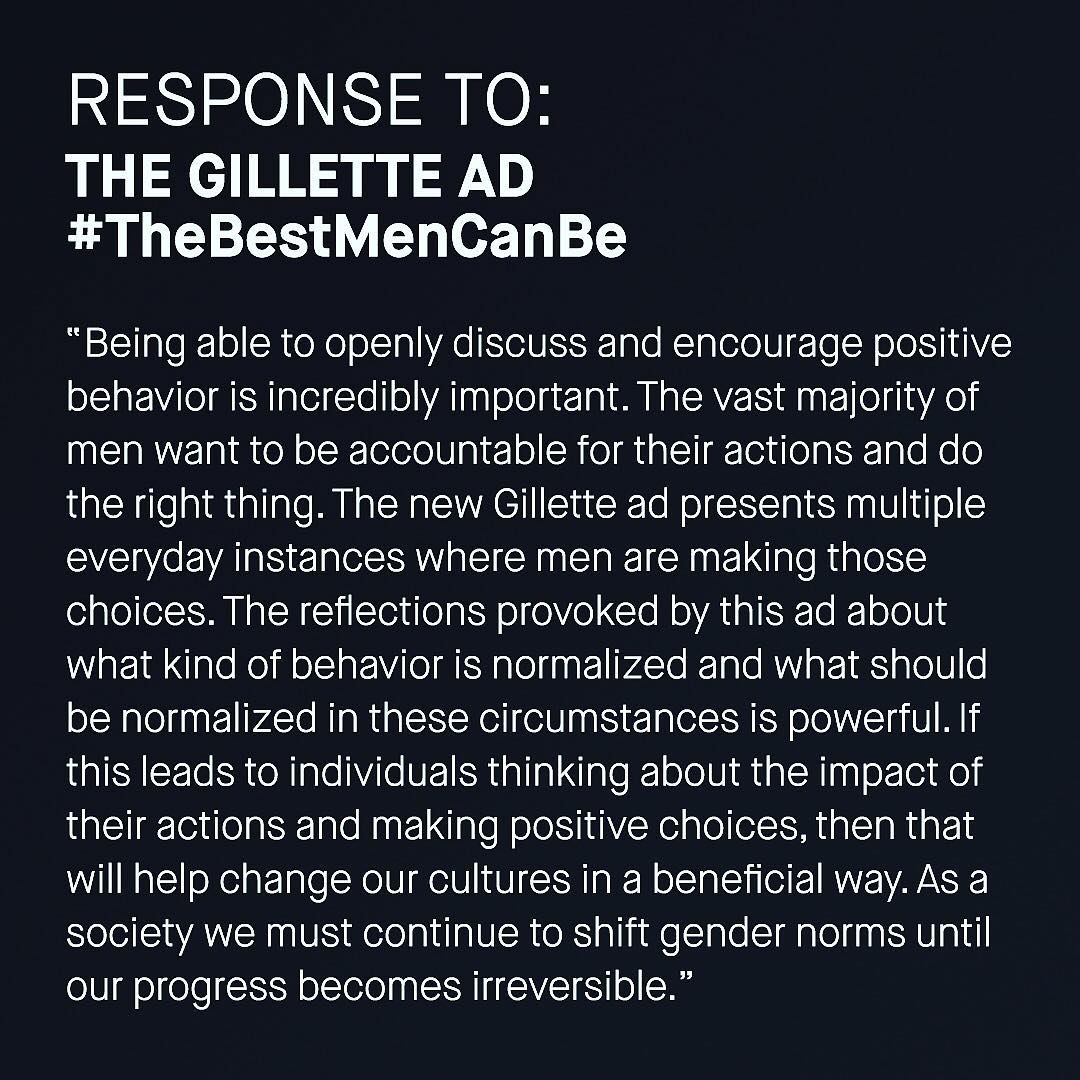 RESPONSE TO:
THE GILLETTE AD
#TheBestMenCanBe
“Being able to openly discuss and encourage positive
behavior is incredibly important. The vast majority of
men want to be accountable for their actions and do
the right thing. The new Gillette ad presents multiple
everyday instances where men are making those
choices. The reflections provoked by this ad about
what kind of behavior is normalized and what should
be normalized in these circumstances is powerful. If
this leads to individuals thinking about the impact of
their actions and making positive choices, then that
will help change our cultures in a beneficial way. As a
society we must continue to shift gender norms until
our progress becomes irreversible.”